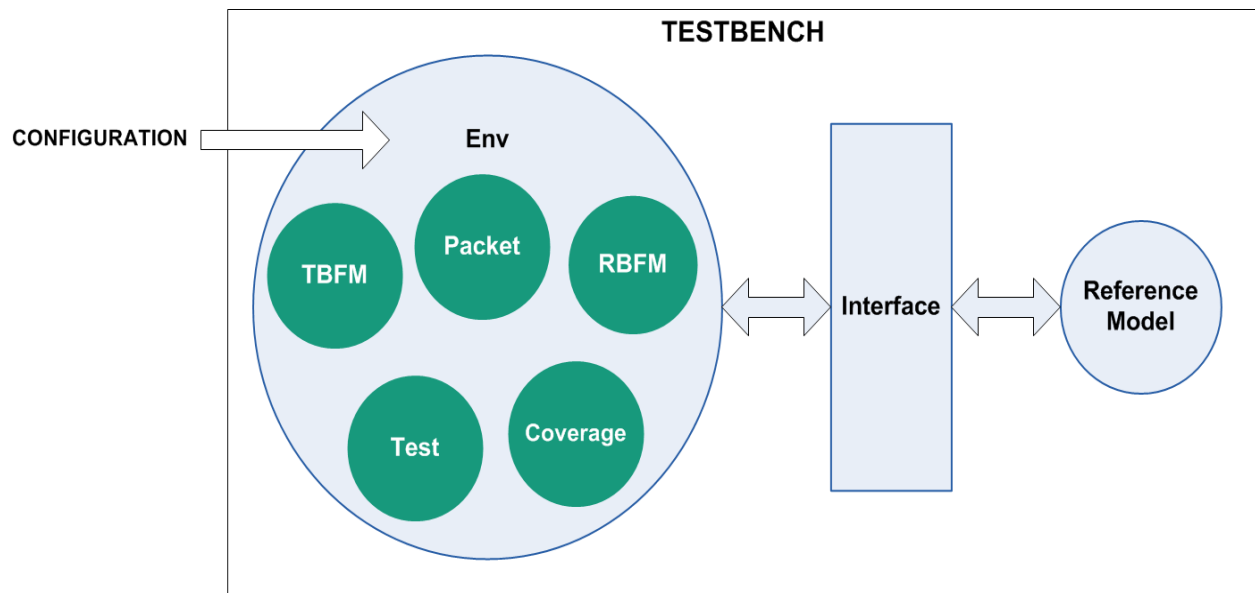 TESTBENCH
CONFIGURATION
Env
Packet
TBFM
RBFM
Interface
Reference
Model
Test
Coverage